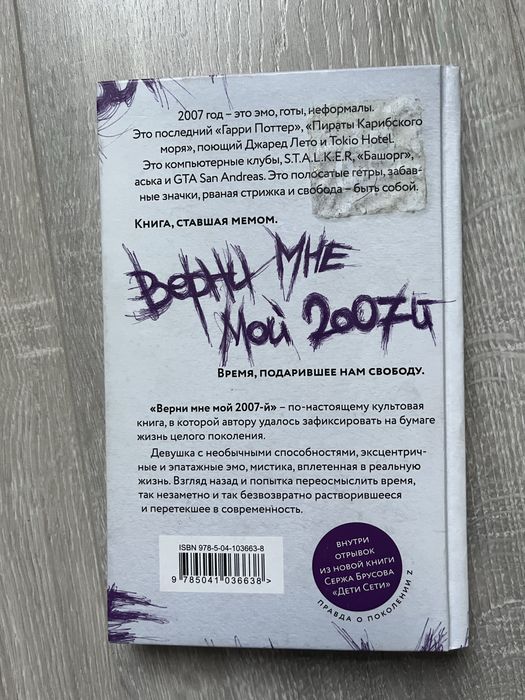 2007 год – это эмо, готы, неформалы.
Это последний «Гарри Поттер», «Пираты Карибского
моря», поющий Джаред Лето и Tokio Hotel.
Это компьютерные клубы, S.T.A.L.K.E.R, «Башорг»,
аська и GTA San Andreas. Это полосатые гетры, забав-
ные значки, рваная стрижка и свобода – быть собой.
Книга, ставшая мемом.
Верни мне
мой 2007й
Время, подарившее нам свободу.
«Верни мне мой 2007-й» – по-настоящему культовая
книга, в которой автору удалось зафиксировать на бумаге
жизнь целого поколения.
Девушка с необычными способностями, эксцентрич-
ные и эпатажные эмо, мистика, вплетенная в реальную
жизнь. Взгляд назад и попытка переосмыслить время,
так незаметно и так безвозвратно растворившееся
и перетекшее в современность.
ISBN 978-5-04-103663-8
9 785041 036638 >
внутри
отрывок
из новой книги
Сержа Брусова
«Дети Сети»
правда о поколении Z